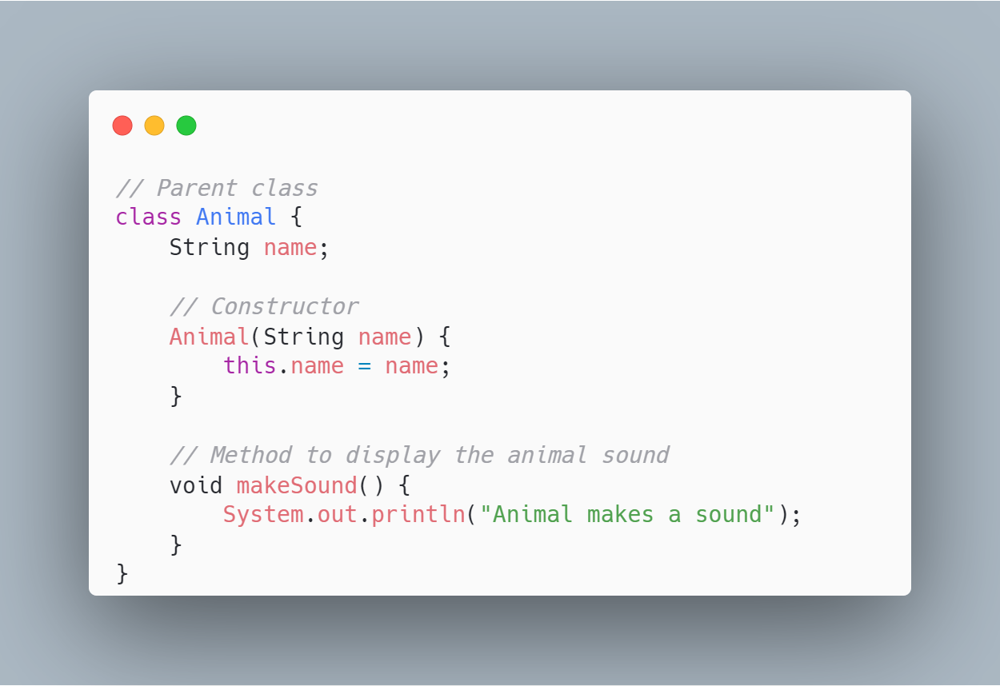 // Parent class
class Animal {
    String name;

    // Constructor
    Animal(String name) {
        this.name = name;
    }

    // Method to display the animal sound
    void makeSound() {
        System.out.println("Animal makes a sound");
    }
}